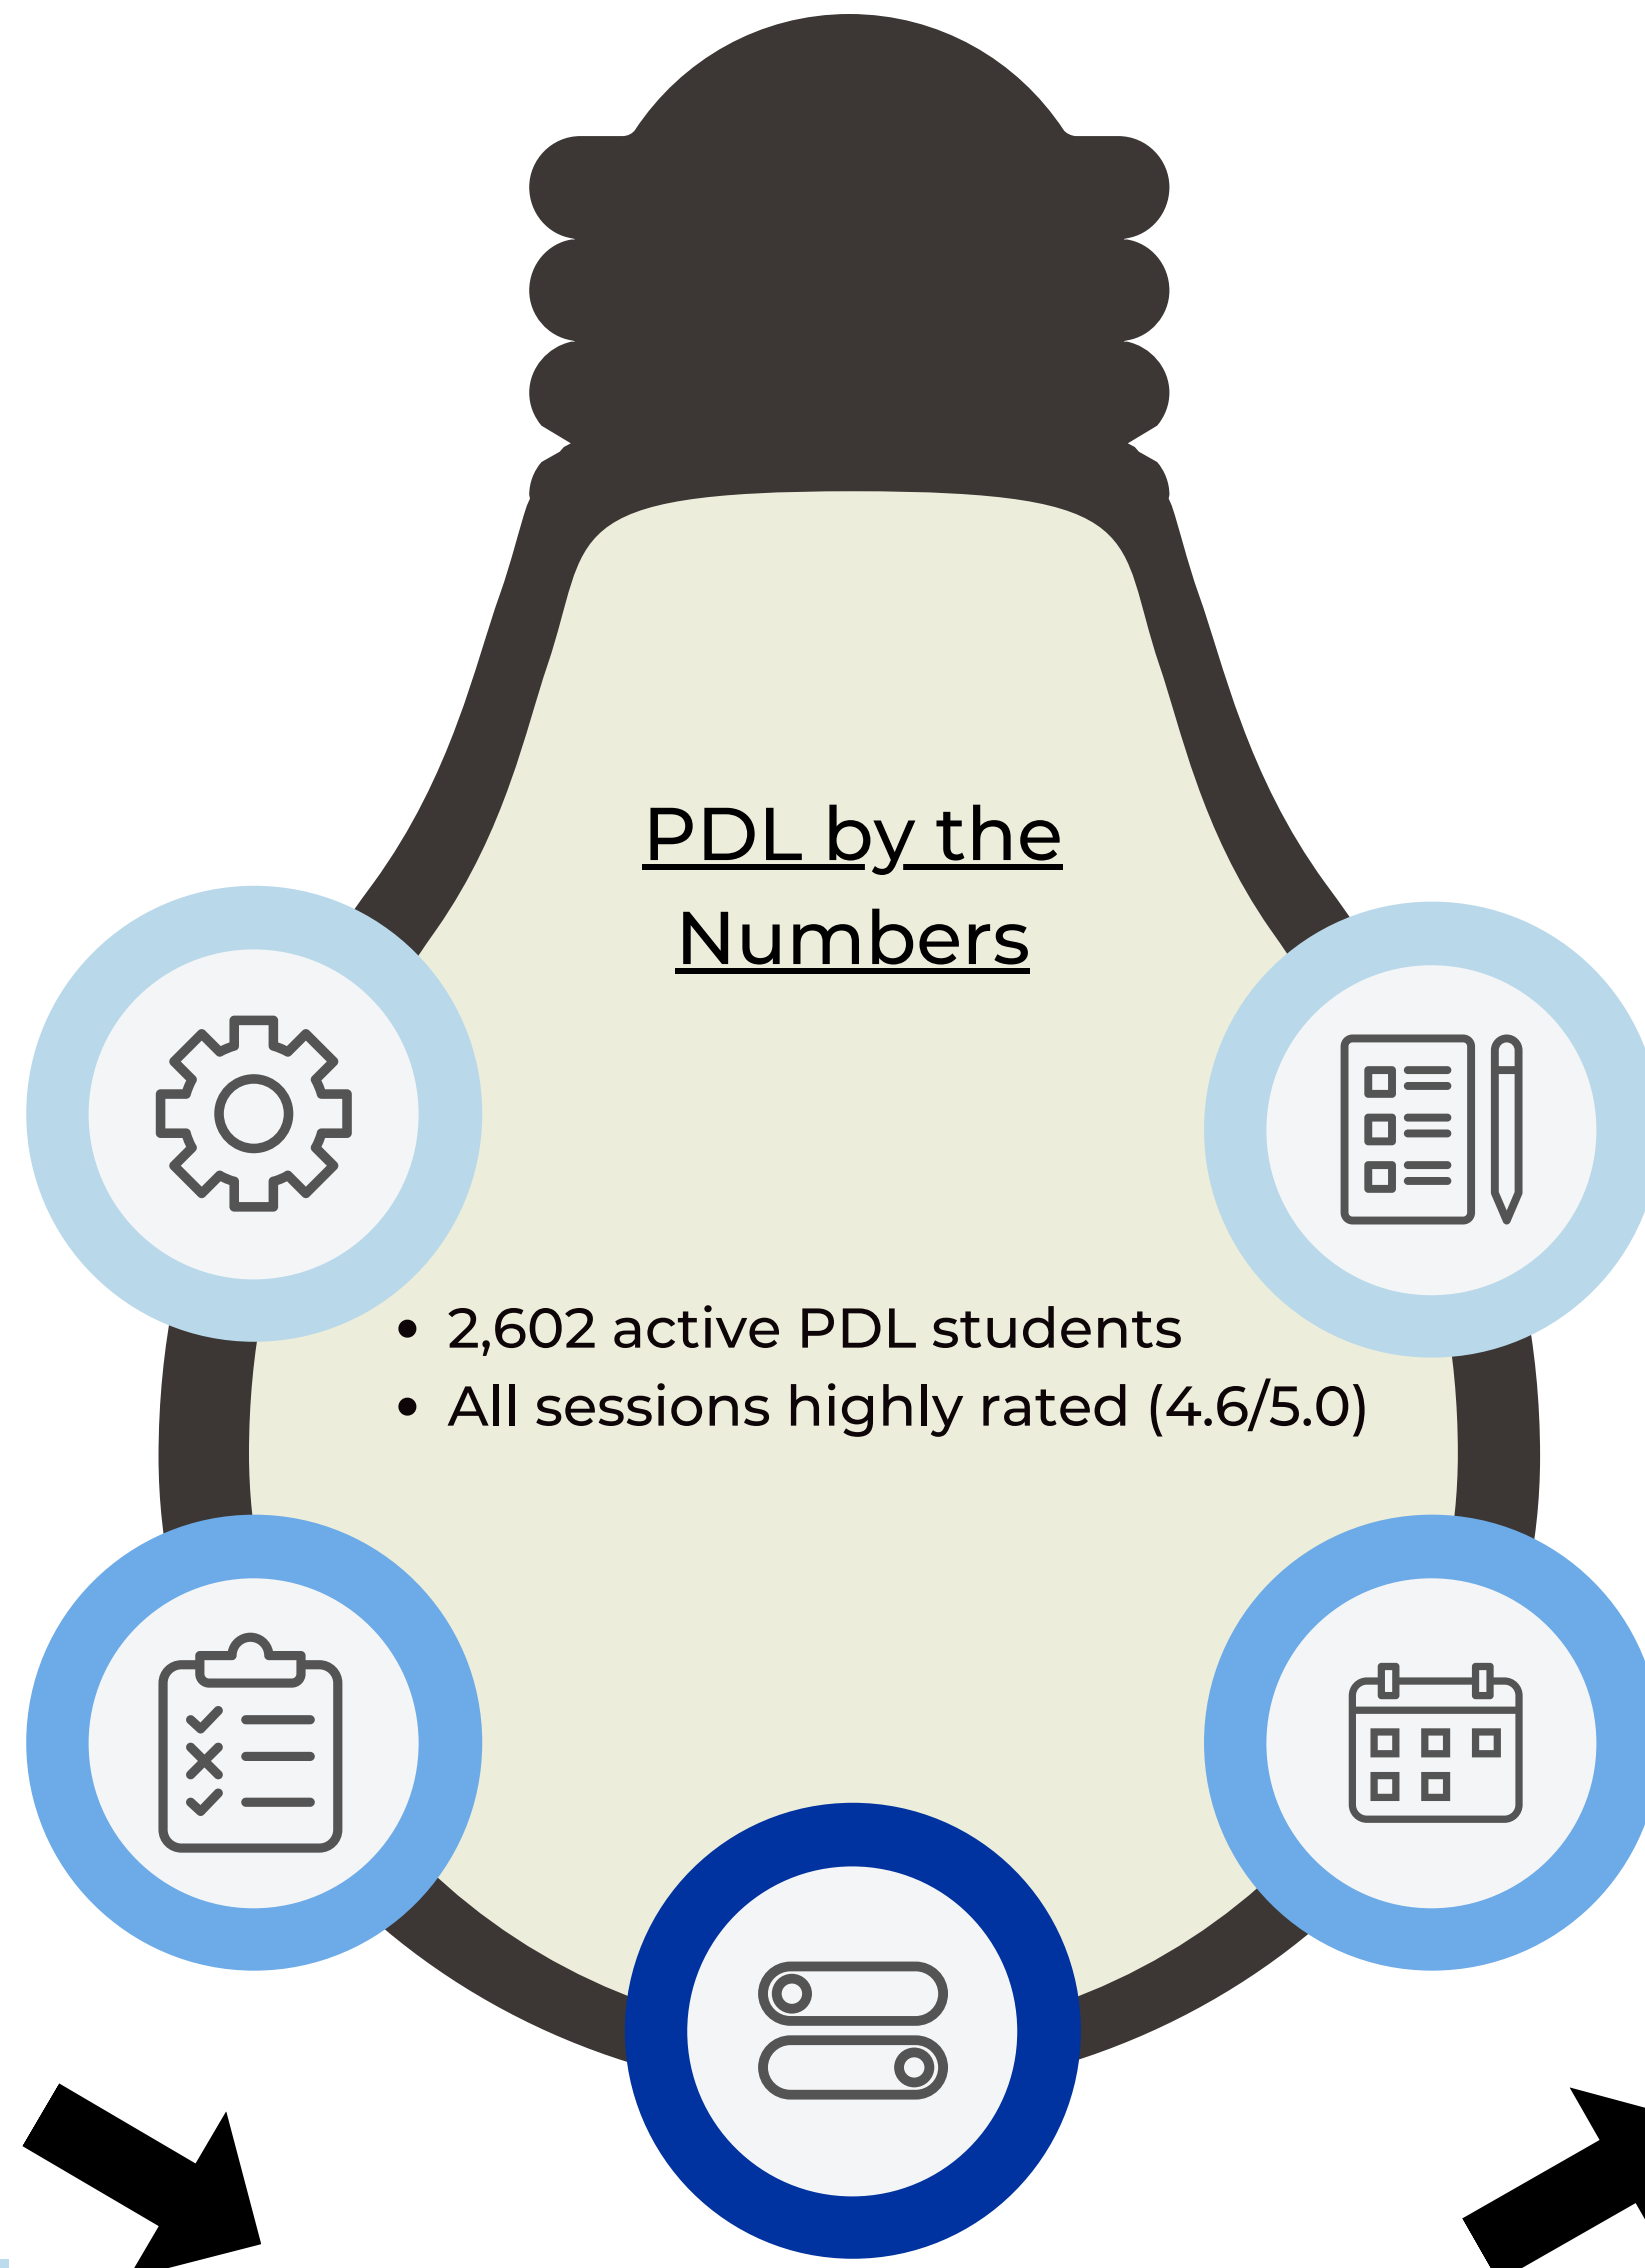 PDL by the
Numbers
• 2,602 active PDL students
• All sessions highly rated (4.6/5.0)